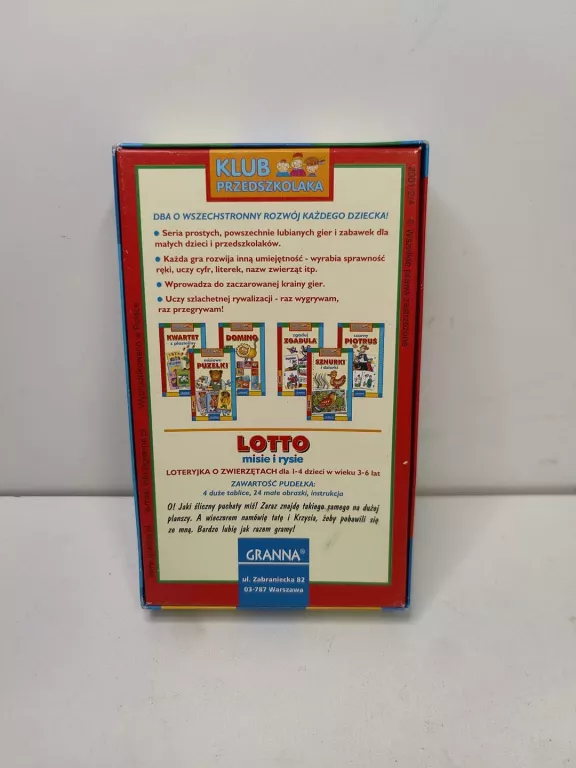 KLUB
PRZEDSZKOLAKA
DBA O WSZECHSTRONNY ROZWÓJ KAŻDEGO DZIECKA!
Seria prostych, powszechnie lubianych gier i zabawek dla
małych dzieci i przedszkolaków.
Każda gra rozwija inną umiejętność - wyrabia sprawność
ręki, uczy cyfr, literek, nazw zwierząt itp.
Wprowadza do zaczarowanej krainy gier.
Uczy szlachetnej rywalizacji - raz wygrywam,
raz przegrywam!
KWARTET
DOMINO
PUZELKI
ZGADULA
czarny
PIOTRUŚ
SZNURKI
i dziurki
LOTTO
misie i rysie
LOTERYJKA O ZWIERZĘTACH dla 1-4 dzieci w wieku 3-6 lat
ZAWARTOŚĆ PUDEŁKA:
4 duże tablice, 24 małe obrazki, instrukcja
O! Jaki śliczny puchaty miś! Zaraz znajdę takiego samego na dużej
planszy. A wieczorem namówię tatę i Krzysia, żeby pobawili się
ze mną. Bardzo lubię jak razem gramy!
GRANNA®
ul. Zabraniecka 82
03-787 Warszawa